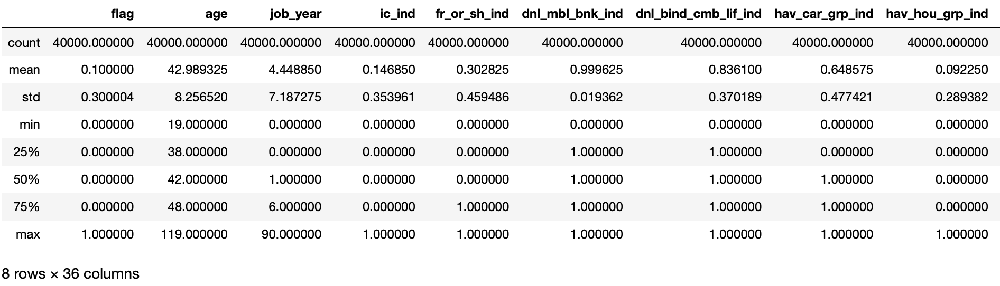 flag age job_year ic_ind fr_or_sh_ind dnl_mbl_bnk_ind dnl_bind_cmb_lif_ind hav_car_grp_ind hav_hou_grp_ind
count 40000.000000 40000.000000 40000.000000 40000.000000 40000.000000 40000.000000 40000.000000 40000.000000 40000.000000
mean 0.100000 42.989325 4.448850 0.146850 0.302825 0.999625 0.836100 0.648575 0.092250
std 0.300004 8.256520 7.187275 0.353961 0.459486 0.019362 0.370189 0.477421 0.289382
min 0.000000 19.000000 0.000000 0.000000 0.000000 0.000000 0.000000 0.000000 0.000000
25% 0.000000 38.000000 0.000000 0.000000 0.000000 1.000000 1.000000 0.000000 0.000000
50% 0.000000 42.000000 1.000000 0.000000 0.000000 1.000000 1.000000 1.000000 0.000000
75% 0.000000 48.000000 6.000000 0.000000 1.000000 1.000000 1.000000 1.000000 0.000000
max 1.000000 119.000000 90.000000 1.000000 1.000000 1.000000 1.000000 1.000000 1.000000
8 rows × 36 columns